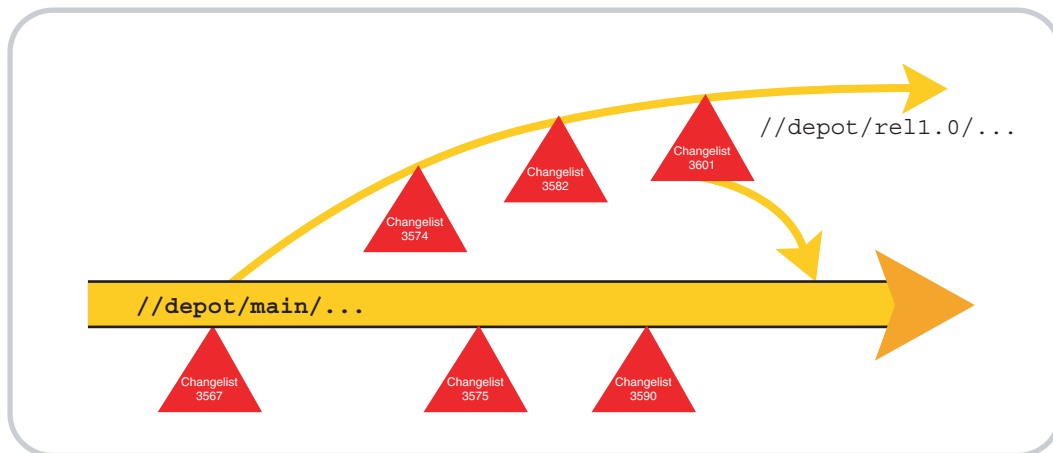 //depot/rel1.0/...
Changelist
3601
Changelist
3582
Changelist
3574
//depot/main/...
Changelist
3567
Changelist
3575
Changelist
3590